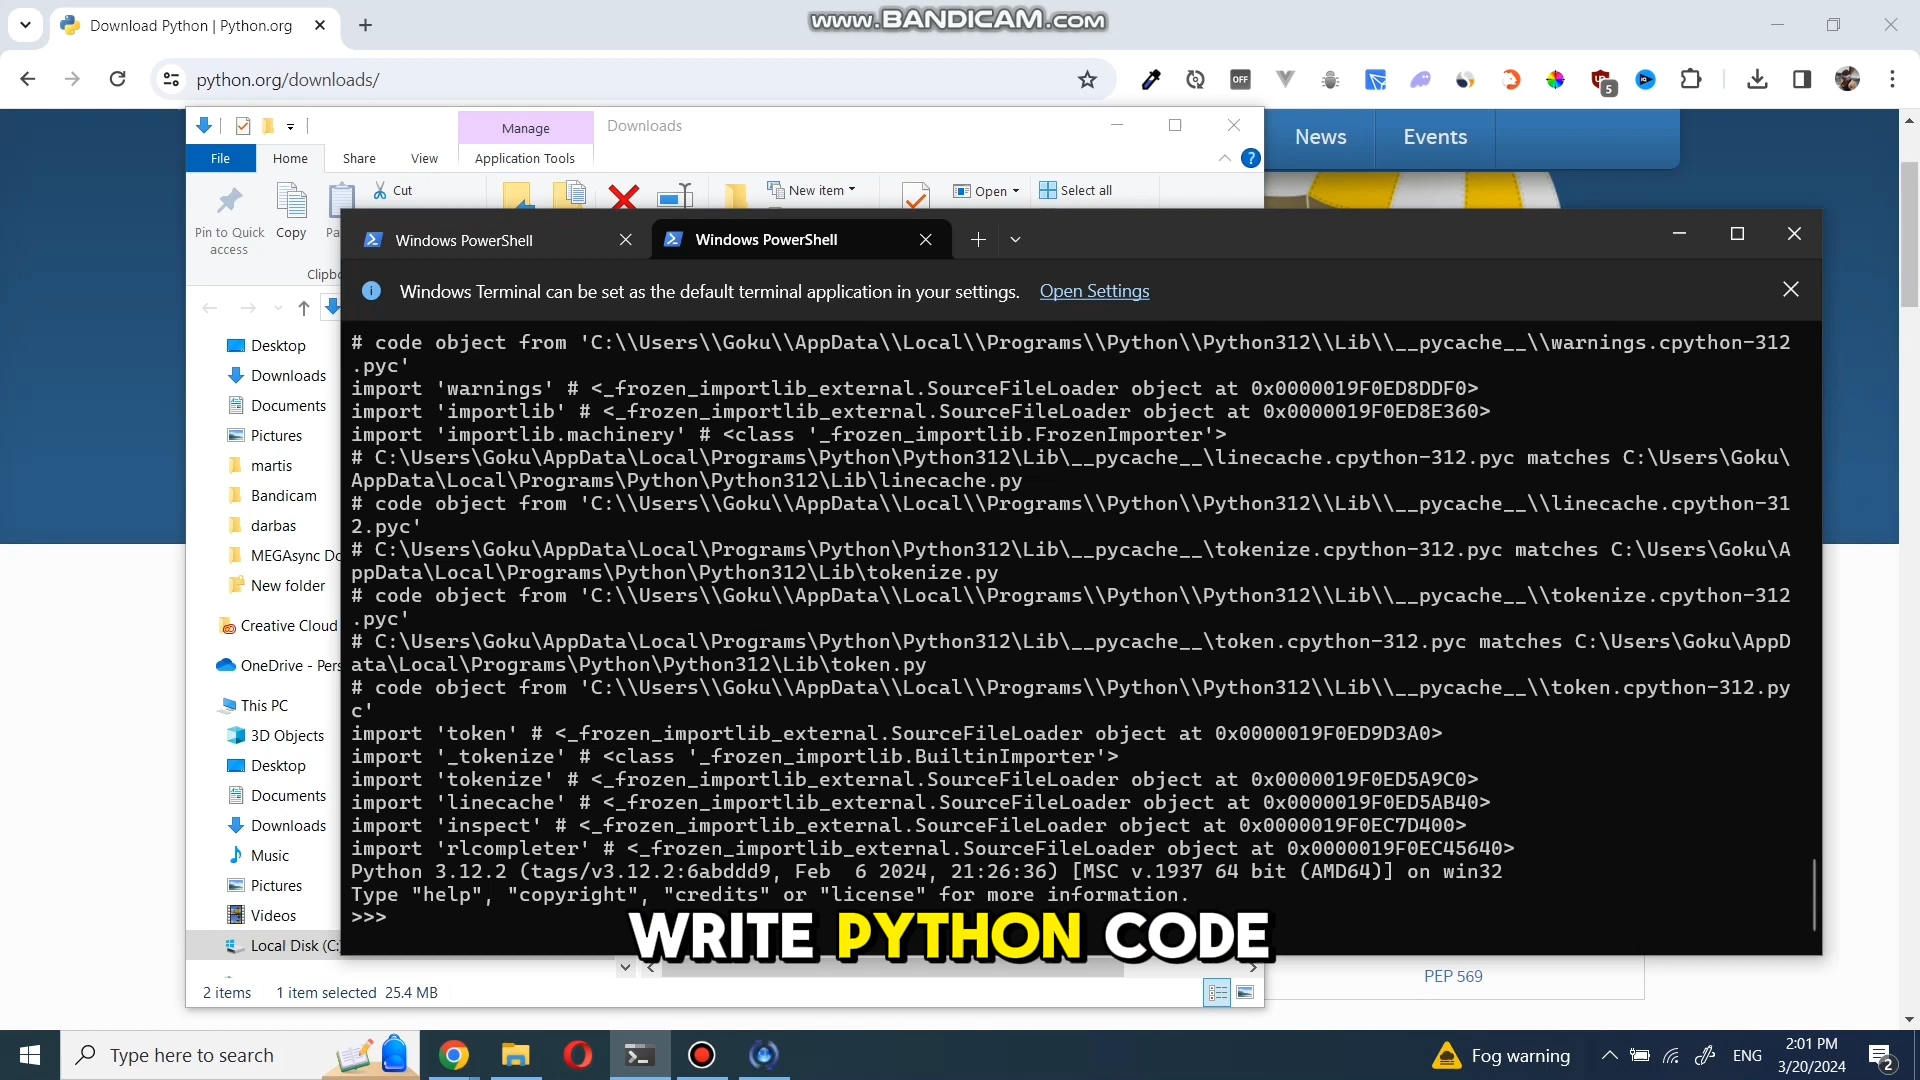 Download Python | Python.org
www.BANDICAM.com
python.org/downloads/
OFF
5
News
Events
Manage
Downloads
File
Home
Share
View
Application Tools
Cut
New item
Open
Select all
Pin to Quick
access
Copy
Pa
Clipbo
Windows PowerShell
Windows PowerShell
Windows Terminal can be set as the default terminal application in your settings. Open Settings
Desktop
Downloads
Documents
Pictures
martis
Bandicam
darbas
MEGAsync Do
New folder
Creative Cloud
OneDrive - Pers
This PC
3D Objects
Desktop
Documents
Downloads
Music
Pictures
Videos
Local Disk (C:
# code object from 'C:\\Users\\Goku\\AppData\\Local\\Programs\\Python\\Python312\\Lib\\__pycache__\\warnings.cpython-312
.pyc'
import 'warnings' # <_frozen_importlib_external.SourceFileLoader object at 0x0000019F0ED8DDF0>
import 'importlib' # <_frozen_importlib_external.SourceFileLoader object at 0x0000019F0ED8E360>
import 'importlib.machinery' # <class '_frozen_importlib.FrozenImporter'>
# C:\Users\Goku\AppData\Local\Programs\Python\Python312\Lib\__pycache__\linecache.cpython-312.pyc matches C:\Users\Goku\
AppData\Local\Programs\Python\Python312\Lib\linecache.py
# code object from 'C:\\Users\\Goku\\AppData\\Local\\Programs\\Python\\Python312\\Lib\\__pycache__\\linecache.cpython-31
2.pyc'
# C:\Users\Goku\AppData\Local\Programs\Python\Python312\Lib\__pycache__\tokenize.cpython-312.pyc matches C:\Users\Goku\A
ppData\Local\Programs\Python\Python312\Lib\tokenize.py
# code object from 'C:\\Users\\Goku\\AppData\\Local\\Programs\\Python\\Python312\\Lib\\__pycache__\\tokenize.cpython-312
.pyc'
# C:\Users\Goku\AppData\Local\Programs\Python\Python312\Lib\__pycache__\token.cpython-312.pyc matches C:\Users\Goku\AppD
ata\Local\Programs\Python\Python312\Lib\token.py
# code object from 'C:\\Users\\Goku\\AppData\\Local\\Programs\\Python\\Python312\\Lib\\__pycache__\\token.cpython-312.py
c'
import 'token' # <_frozen_importlib_external.SourceFileLoader object at 0x0000019F0ED9D3A0>
import '_tokenize' # <class '_frozen_importlib.BuiltinImporter'>
import 'tokenize' # <_frozen_importlib_external.SourceFileLoader object at 0x0000019F0ED5A9C0>
import 'linecache' # <_frozen_importlib_external.SourceFileLoader object at 0x0000019F0ED5AB40>
import 'inspect' # <_frozen_importlib_external.SourceFileLoader object at 0x0000019F0EC7D400>
import 'rlcompleter' # <_frozen_importlib_external.SourceFileLoader object at 0x0000019F0EC45640>
Python 3.12.2 (tags/v3.12.2:6abddd9, Feb  6 2024, 21:26:36) [MSC v.1937 64 bit (AMD64)] on win32
Type "help", "copyright", "credits" or "license" for more information.
>>>
WRITE PYTHON CODE
PEP 569
2 items
1 item selected 25.4 MB
Type here to search
Fog warning
ENG
2:01 PM
3/20/2024
2